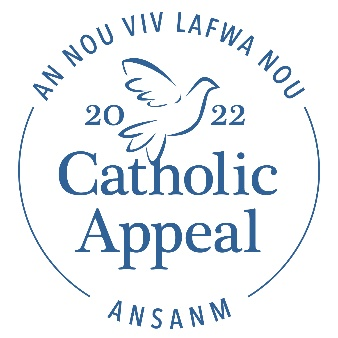 AN NOU VIV LAFWA NOU
2022
Catholic
Appeal
ANSANM